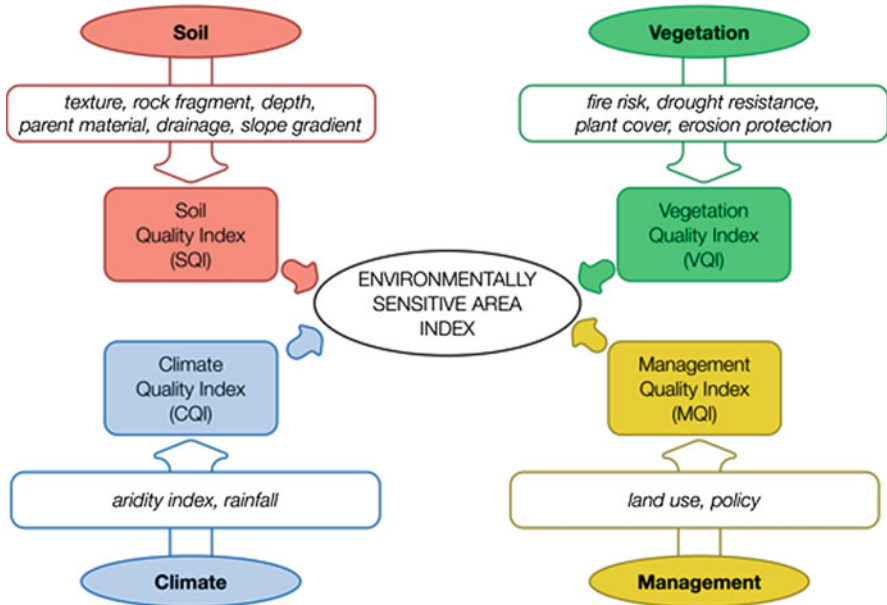 Soil
texture, rock fragment, depth,
parent material, drainage, slope gradient
Soil
Quality Index
(SQI)
Vegetation
fire risk, drought resistance,
plant cover, erosion protection
Vegetation
Quality Index
(VQI)
ENVIRONMENTALLY
SENSITIVE AREA
INDEX
Climate
Quality Index
(CQI)
aridity index, rainfall
Climate
Management
Quality Index
(MQI)
land use, policy
Management